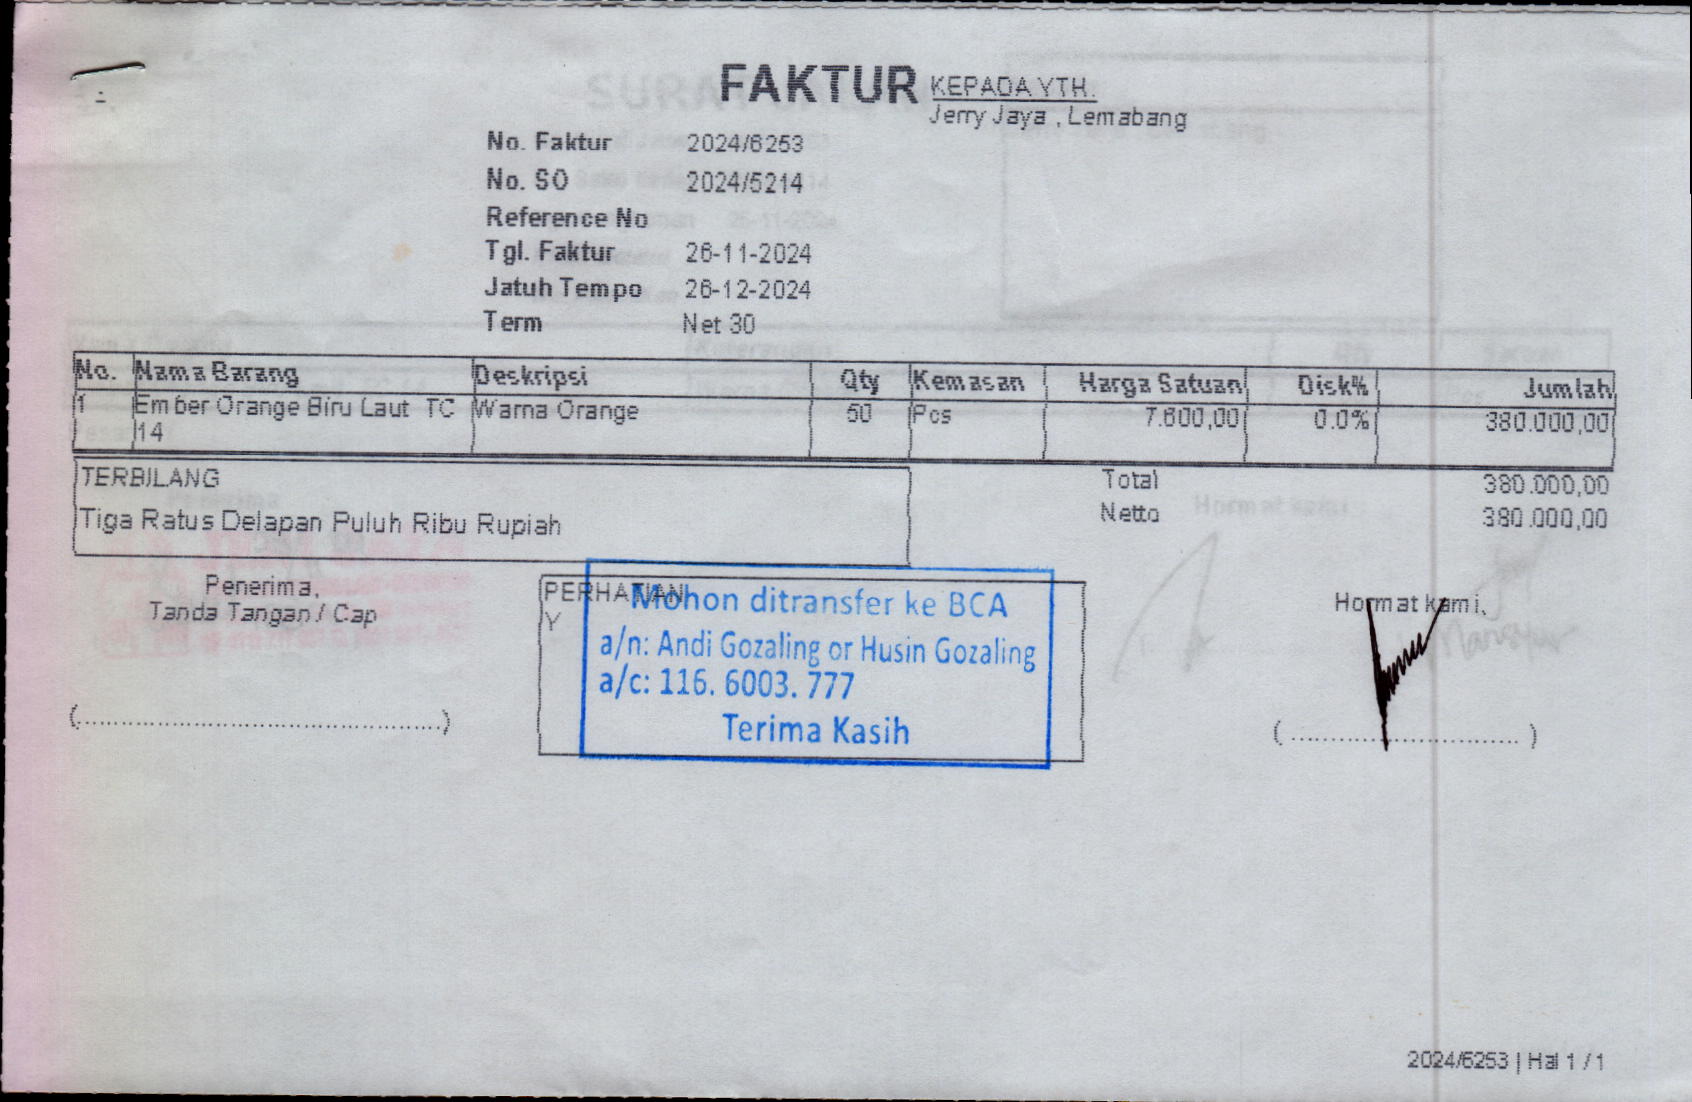 FAKTUR
KEPADA YTH.
Jerry Jaya , Lemabang
No. Faktur 2024/6253
No. SO 2024/5214
Reference No
Tgl. Faktur 26-11-2024
Jatuh Tempo 26-12-2024
Term Net 30
No. Nama Barang Deskripsi Qty Kemasan Harga Satuan Disk% Jumlah
1 Ember Orange Biru Laut TC Warna Orange 50 Pcs 7.600,00 0.0% 380.000,00
14
TERBILANG Total 380.000,00
Tiga Ratus Delapan Puluh Ribu Rupiah Netto 380.000,00
Penerima,
Tanda Tangan / Cap
(...............................................)
PERHATIAN
Y
Mohon ditransfer ke BCA
a/n: Andi Gozaling or Husin Gozaling
a/c: 116. 6003. 777
Terima Kasih
Hormat kami,
(.............................. )
2024/6253 | Hal 1 / 1